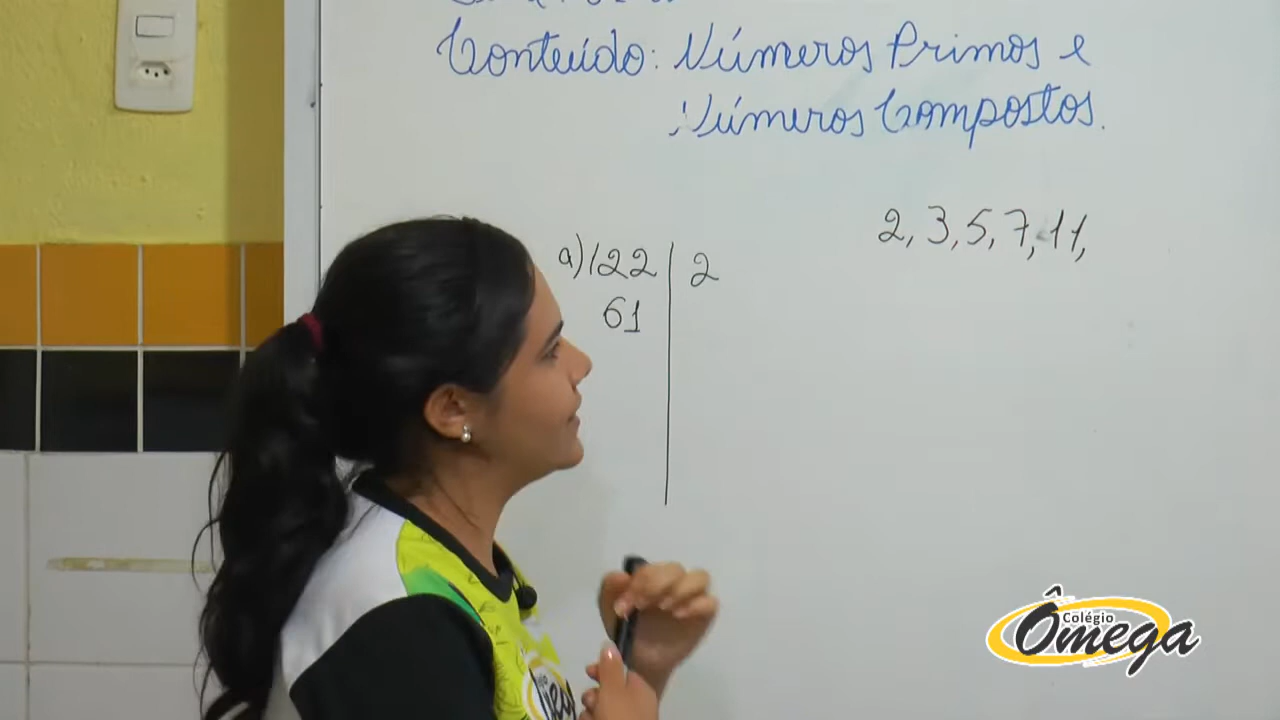 Conteúdo: Números Primos e
Números Compostos.
2, 3, 5, 7, 11,
a) 122 | 2
61
Colégio
Ômega